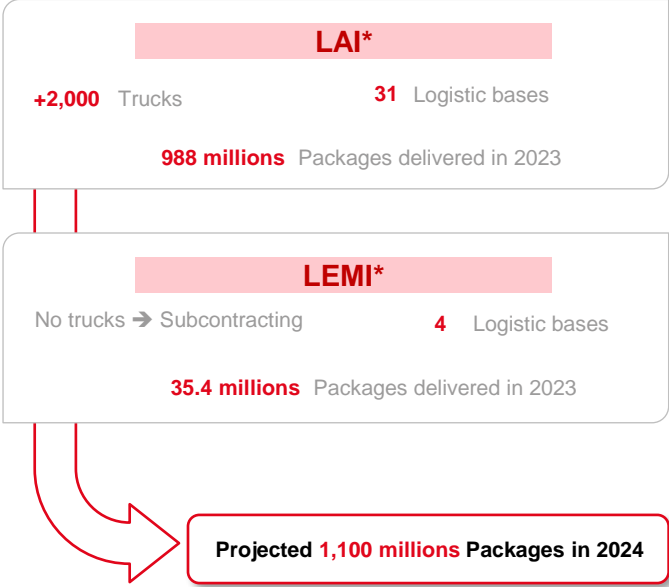 LAI*
+2,000 Trucks
31 Logistic bases
988 millions Packages delivered in 2023
LEMI*
No trucks ➔ Subcontracting
4 Logistic bases
35.4 millions Packages delivered in 2023
Projected 1,100 millions Packages in 2024